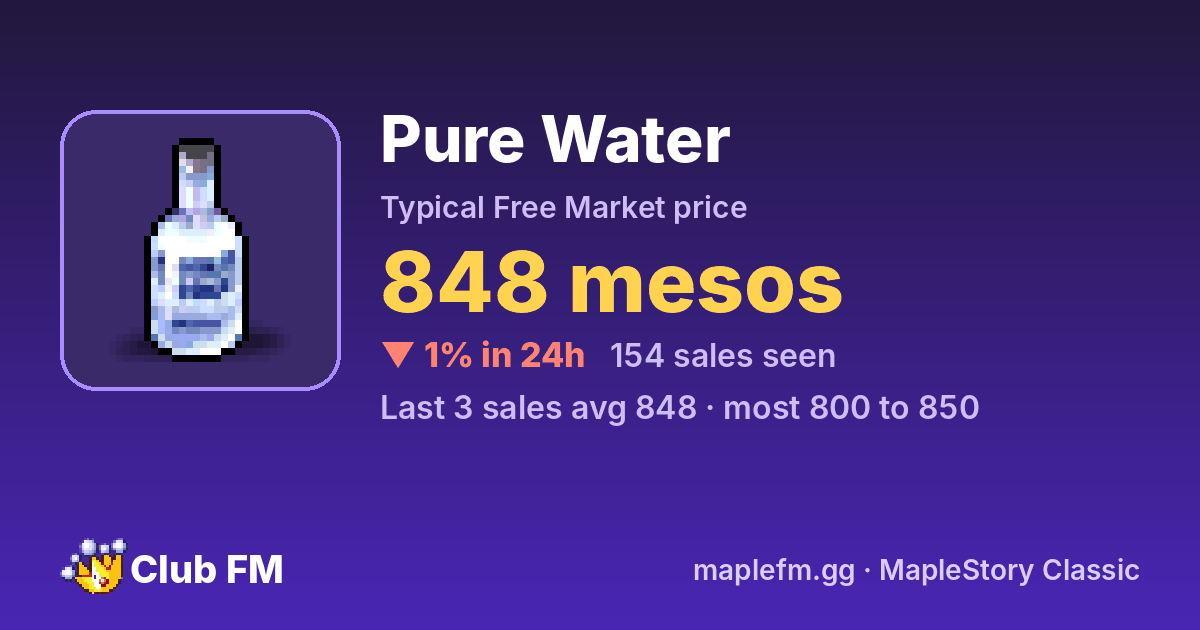 Pure Water
Typical Free Market price
848 mesos
▼ 1% in 24h 154 sales seen
Last 3 sales avg 848 · most 800 to 850
Club FM
maplefm.gg · MapleStory Classic